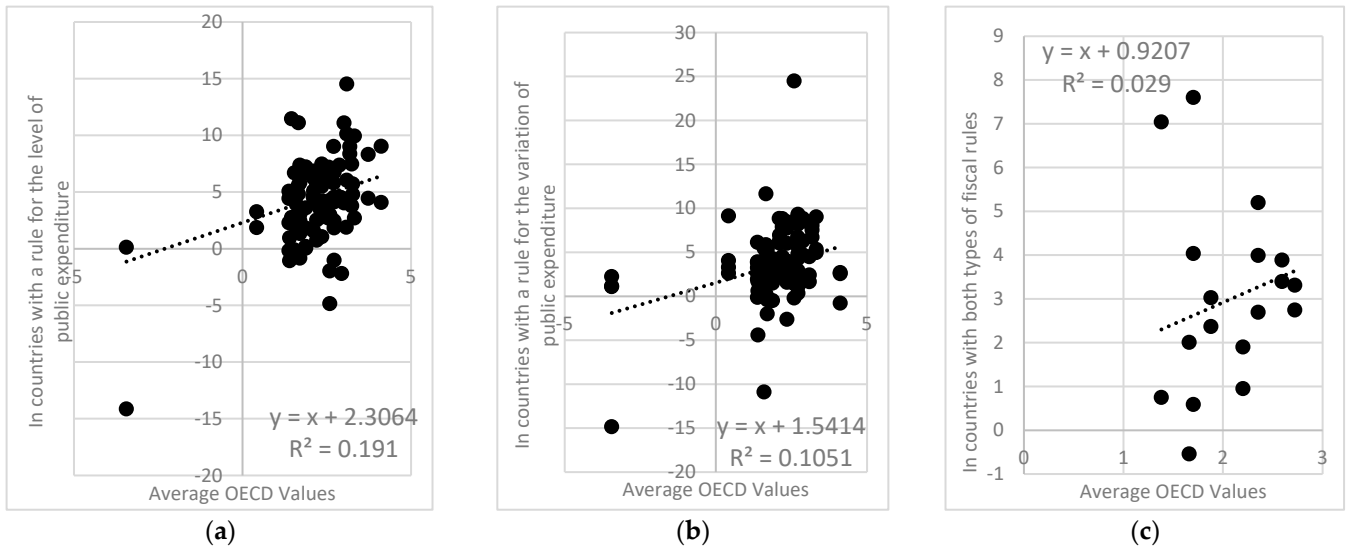 In countries with a rule for the level of
public expenditure
20
15
10
5
0
-5
-10
-15
-20
-5
0
5
y = x + 2.3064
R² = 0.191
Average OECD Values
(a)
In countries with a rule for the variation of
public expenditure
30
25
20
15
10
5
0
-5
-10
-15
-20
-5
0
5
y = x + 1.5414
R² = 0.1051
Average OECD Values
(b)
In countries with both types of fiscal rules
9
8
7
6
5
4
3
2
1
0
-1
0
1
2
3
y = x + 0.9207
R² = 0.029
Average OECD Values
(c)